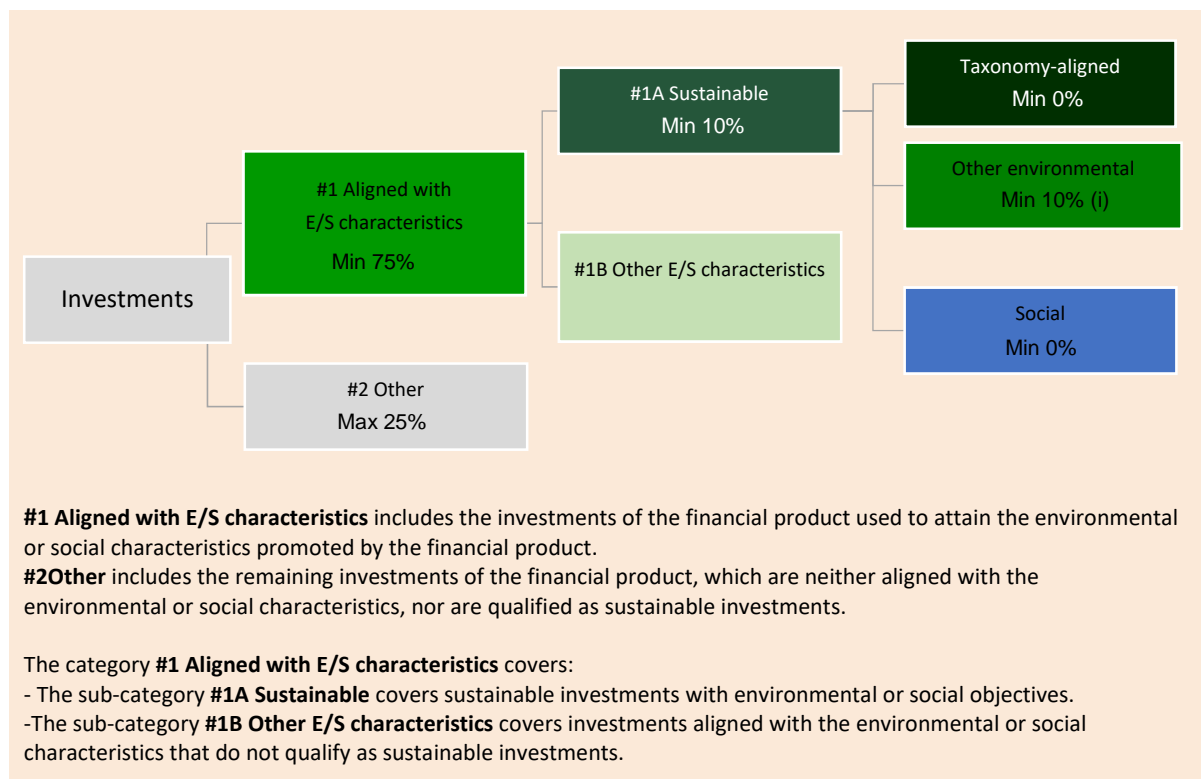 Taxonomy-aligned
Min 0%
#1A Sustainable
Min 10%
Other environmental
Min 10% (i)
#1 Aligned with
E/S characteristics
Min 75%
#1B Other E/S characteristics
Investments
Social
Min 0%
#2 Other
Max 25%
#1 Aligned with E/S characteristics includes the investments of the financial product used to attain the environmental
or social characteristics promoted by the financial product.
#2Other includes the remaining investments of the financial product, which are neither aligned with the
environmental or social characteristics, nor are qualified as sustainable investments.
The category #1 Aligned with E/S characteristics covers:
- The sub-category #1A Sustainable covers sustainable investments with environmental or social objectives.
-The sub-category #1B Other E/S characteristics covers investments aligned with the environmental or social
characteristics that do not qualify as sustainable investments.